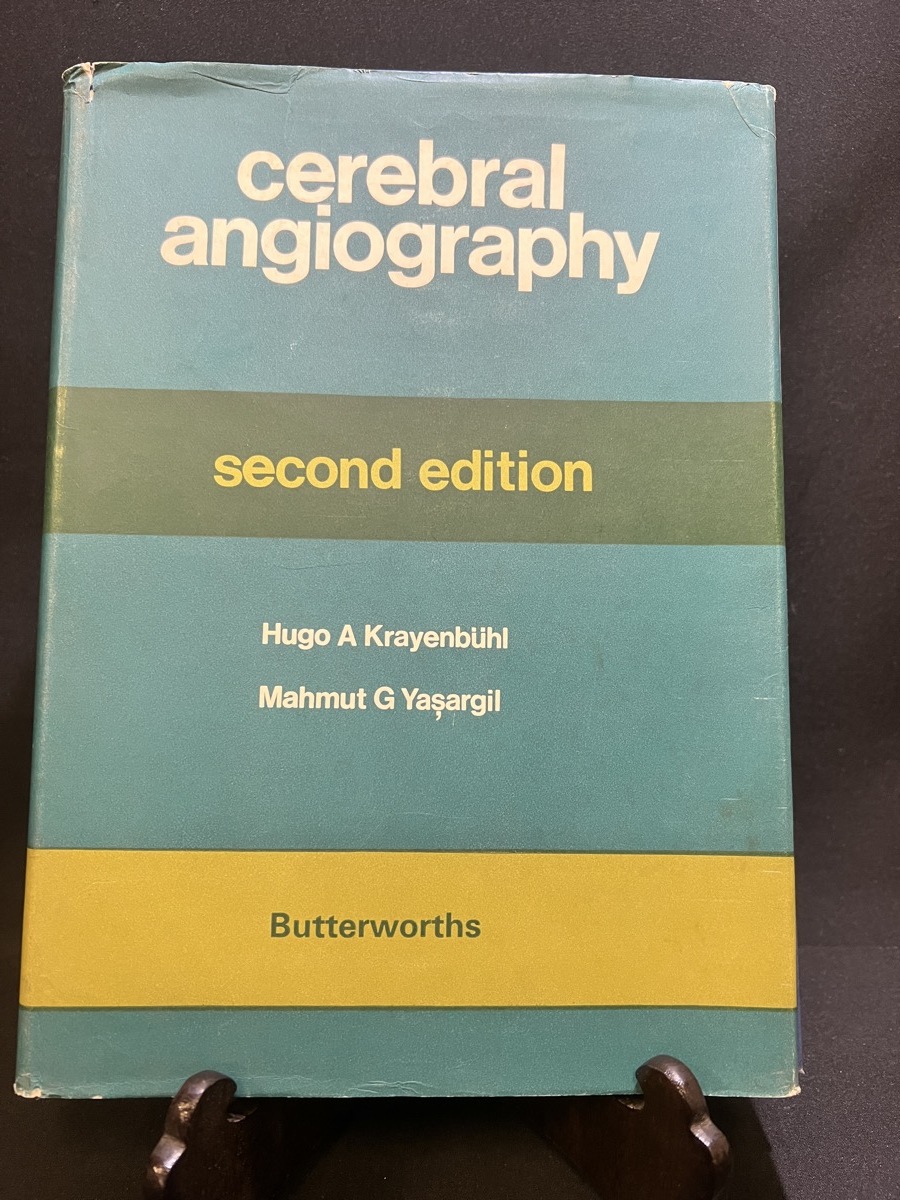 cerebral
angiography
second edition
Hugo A Krayenbühl
Mahmut G Yaşargil
Butterworths